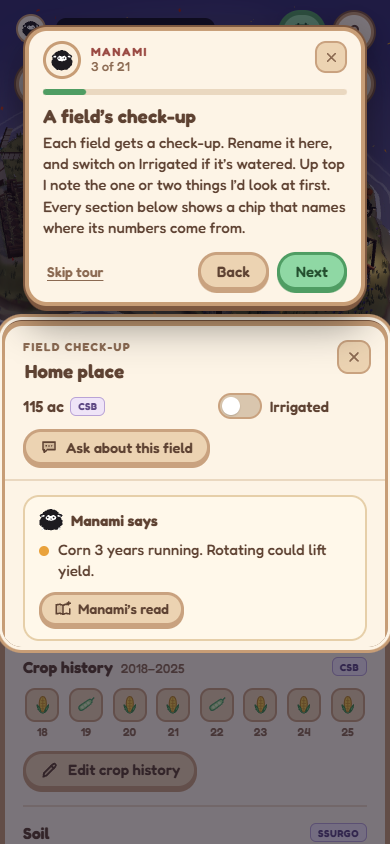 MANAMI
3 of 21
A field's check-up
Each field gets a check-up. Rename it here,
and switch on Irrigated if it's watered. Up top
I note the one or two things I'd look at first.
Every section below shows a chip that names
where its numbers come from.
Skip tour
Back
Next
FIELD CHECK-UP
Home place
115 ac CSB
Irrigated
Ask about this field
Manami says
Corn 3 years running. Rotating could lift
yield.
Manami's read
Crop history 2018–2025 CSB
18 19 20 21 22 23 24 25
Edit crop history
Soil SSURGO